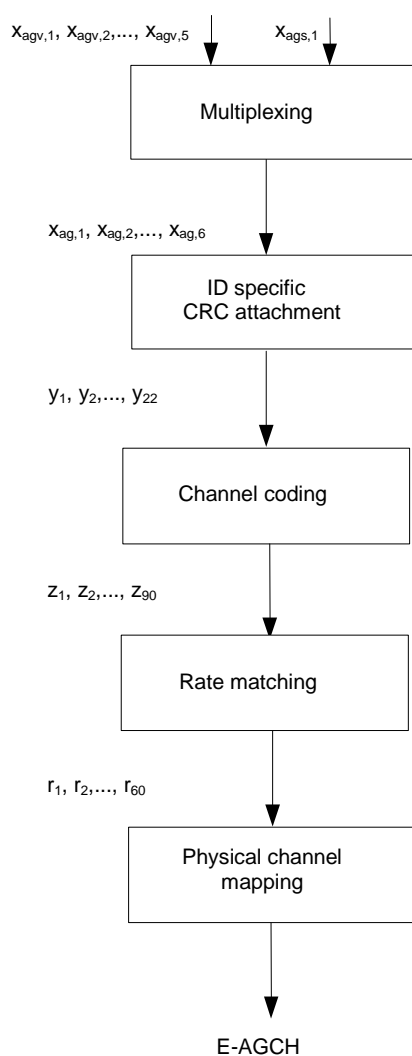 x_agv,1, x_agv,2,..., x_agv,5 x_ags,1
Multiplexing
x_ag,1, x_ag,2,..., x_ag,6
ID specific
CRC attachment
y_1, y_2,..., y_22
Channel coding
z_1, z_2,..., z_90
Rate matching
r_1, r_2,..., r_60
Physical channel
mapping
E-AGCH